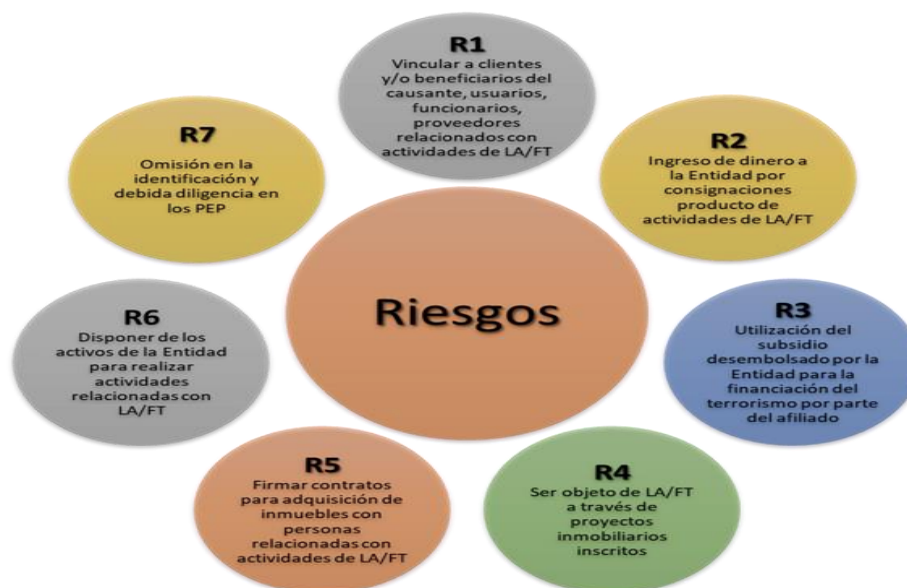 R1
Vincular a clientes
y/o beneficiarios del
causante, usuarios,
funcionarios,
proveedores
relacionados con
actividades de LA/FT
R2
Ingreso de dinero a
la Entidad por
consignaciones
producto de
actividades de LA/FT
R3
Utilización del
subsidio
desembolsado por la
Entidad para la
financiación del
terrorismo por parte
del afiliado
R4
Ser objeto de LA/FT
a través de
proyectos
inmobiliarios
inscritos
R5
Firmar contratos
para adquisición de
inmuebles con
personas
relacionadas con
actividades de LA/FT
R6
Disponer de los
activos de la Entidad
para realizar
actividades
relacionadas con
LA/FT
R7
Omisión en la
identificación y
debida diligencia en
los PEP
Riesgos